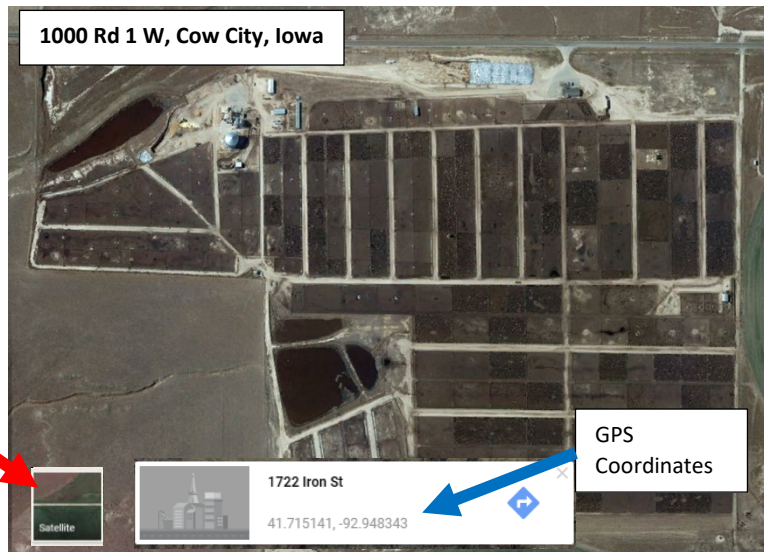 1000 Rd 1 W, Cow City, Iowa
GPS
Coordinates
1722 Iron St
41.715141, -92.948343
Satellite